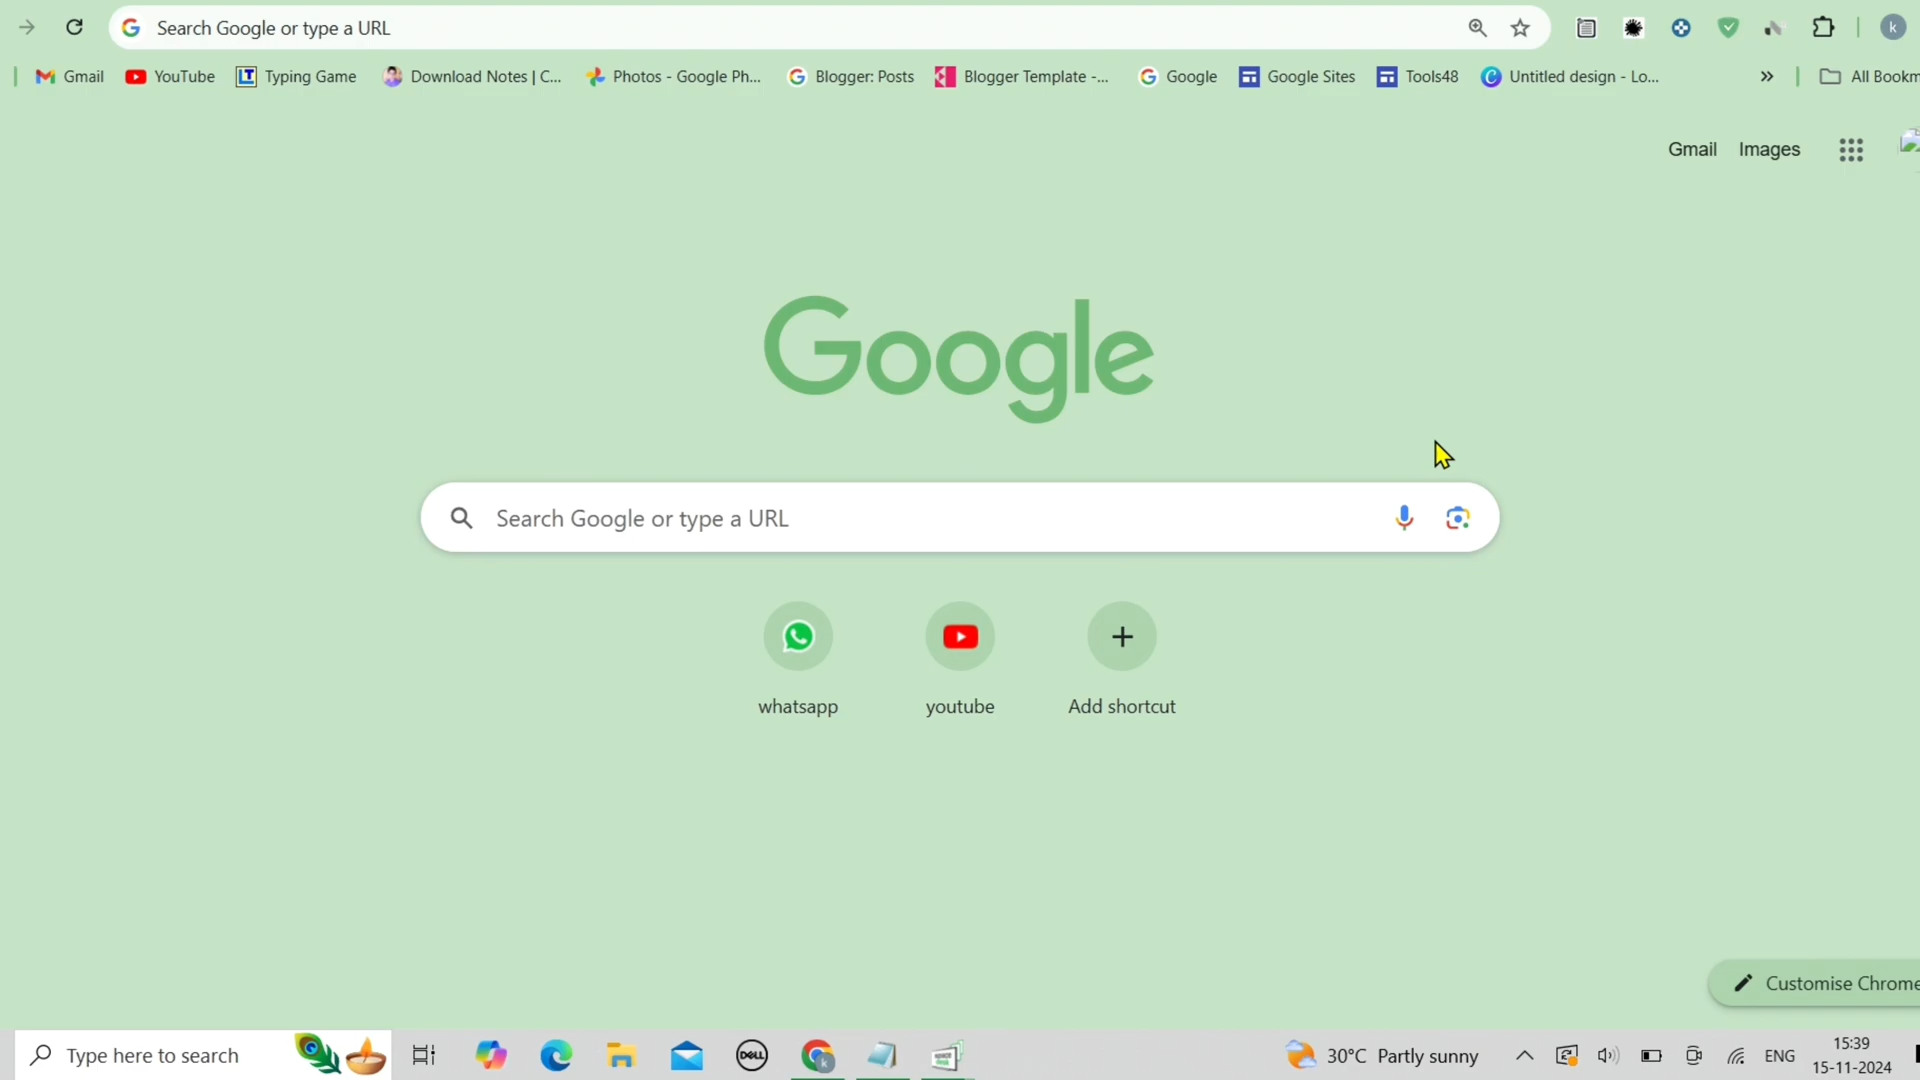 Search Google or type a URL
k
Gmail
YouTube
LT
Typing Game
Download Notes | C...
Photos - Google Ph...
Blogger: Posts
Blogger Template -...
Google
Google Sites
Tools48
Untitled design - Lo...
All Bookm
Gmail
Images
Google
Search Google or type a URL
whatsapp
youtube
Add shortcut
Customise Chrome
Type here to search
DELL
30°C Partly sunny
ENG
15:39
15-11-2024